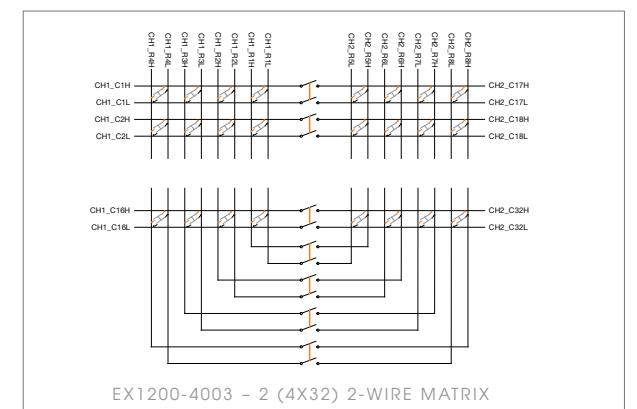 CH1_R4H
CH1_R4L
CH1_R3H
CH1_R3L
CH1_R2H
CH1_R2L
CH1_R1H
CH1_R1L
CH2_R5L
CH2_R5H
CH2_R6L
CH2_R6H
CH2_R7L
CH2_R7H
CH2_R8L
CH2_R8H
CH1_C1H
CH2_C17H
CH1_C1L
CH2_C17L
CH1_C2H
CH2_C18H
CH1_C2L
CH2_C18L
CH1_C16H
CH2_C32H
CH1_C16L
CH2_C32L
EX1200-4003 – 2 (4X32) 2-WIRE MATRIX